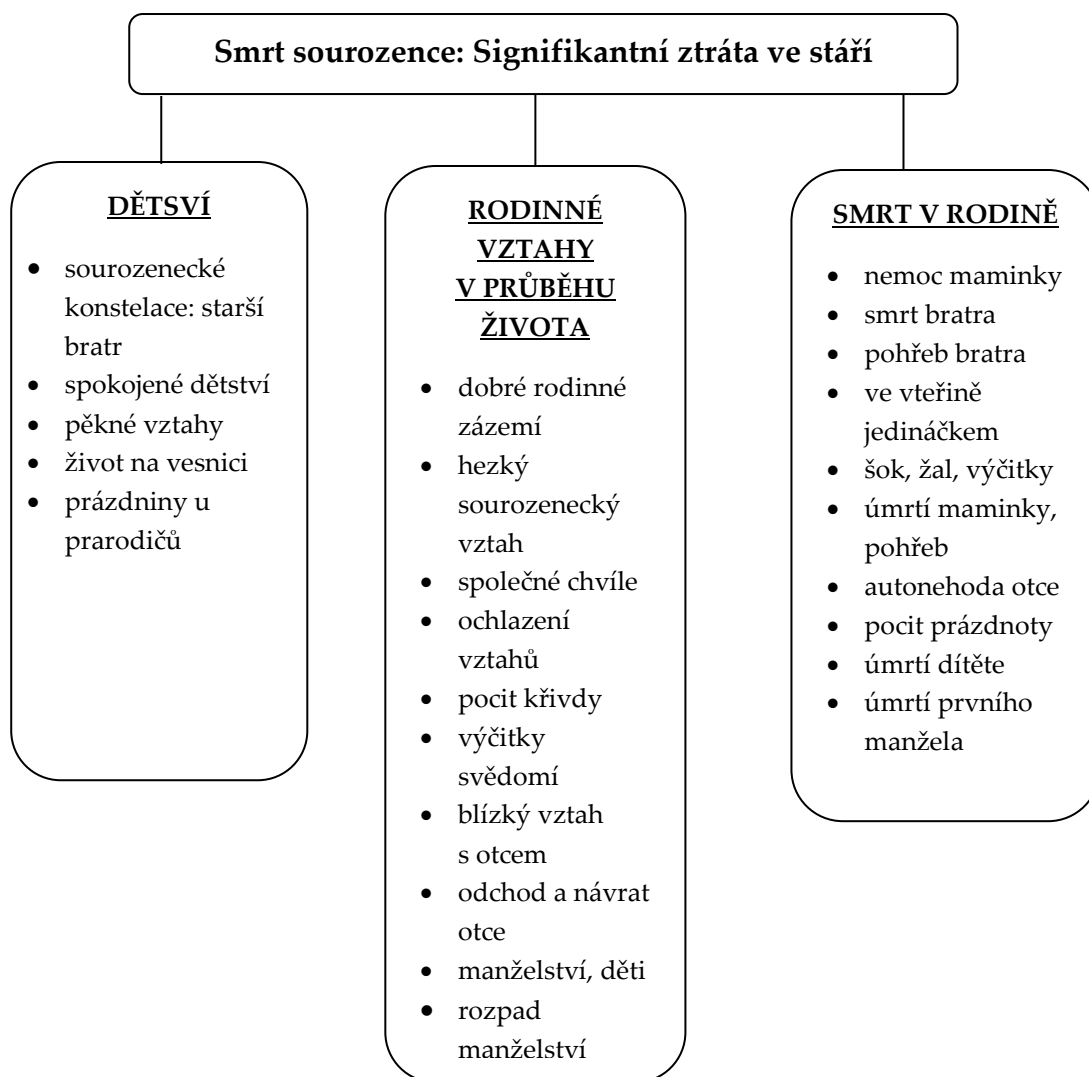 Smrt sourozence: Signifikantní ztráta ve stáří
DĚTSVÍ
• sourozenecké
konstelace: starší
bratr
• spokojené dětství
• pěkné vztahy
• život na vesnici
• prázdniny u
prarodičů
RODINNÉ
VZTAHY
V PRŮBĚHU
ŽIVOTA
• dobré rodinné
zázemí
• hezký
sourozenecký
vztah
• společné chvíle
• ochlazení
vztahů
• pocit křivdy
• výčitky
svědomí
• blízký vztah
s otcem
• odchod a návrat
otce
• manželství, děti
• rozpad
manželství
SMRT V RODINĚ
• nemoc maminky
• smrt bratra
• pohřeb bratra
• ve vteřině
jedináčkem
• šok, žal, výčitky
• úmrtí maminky,
pohřeb
• autonehoda otce
• pocit prázdnoty
• úmrtí dítěte
• úmrtí prvního
manžela